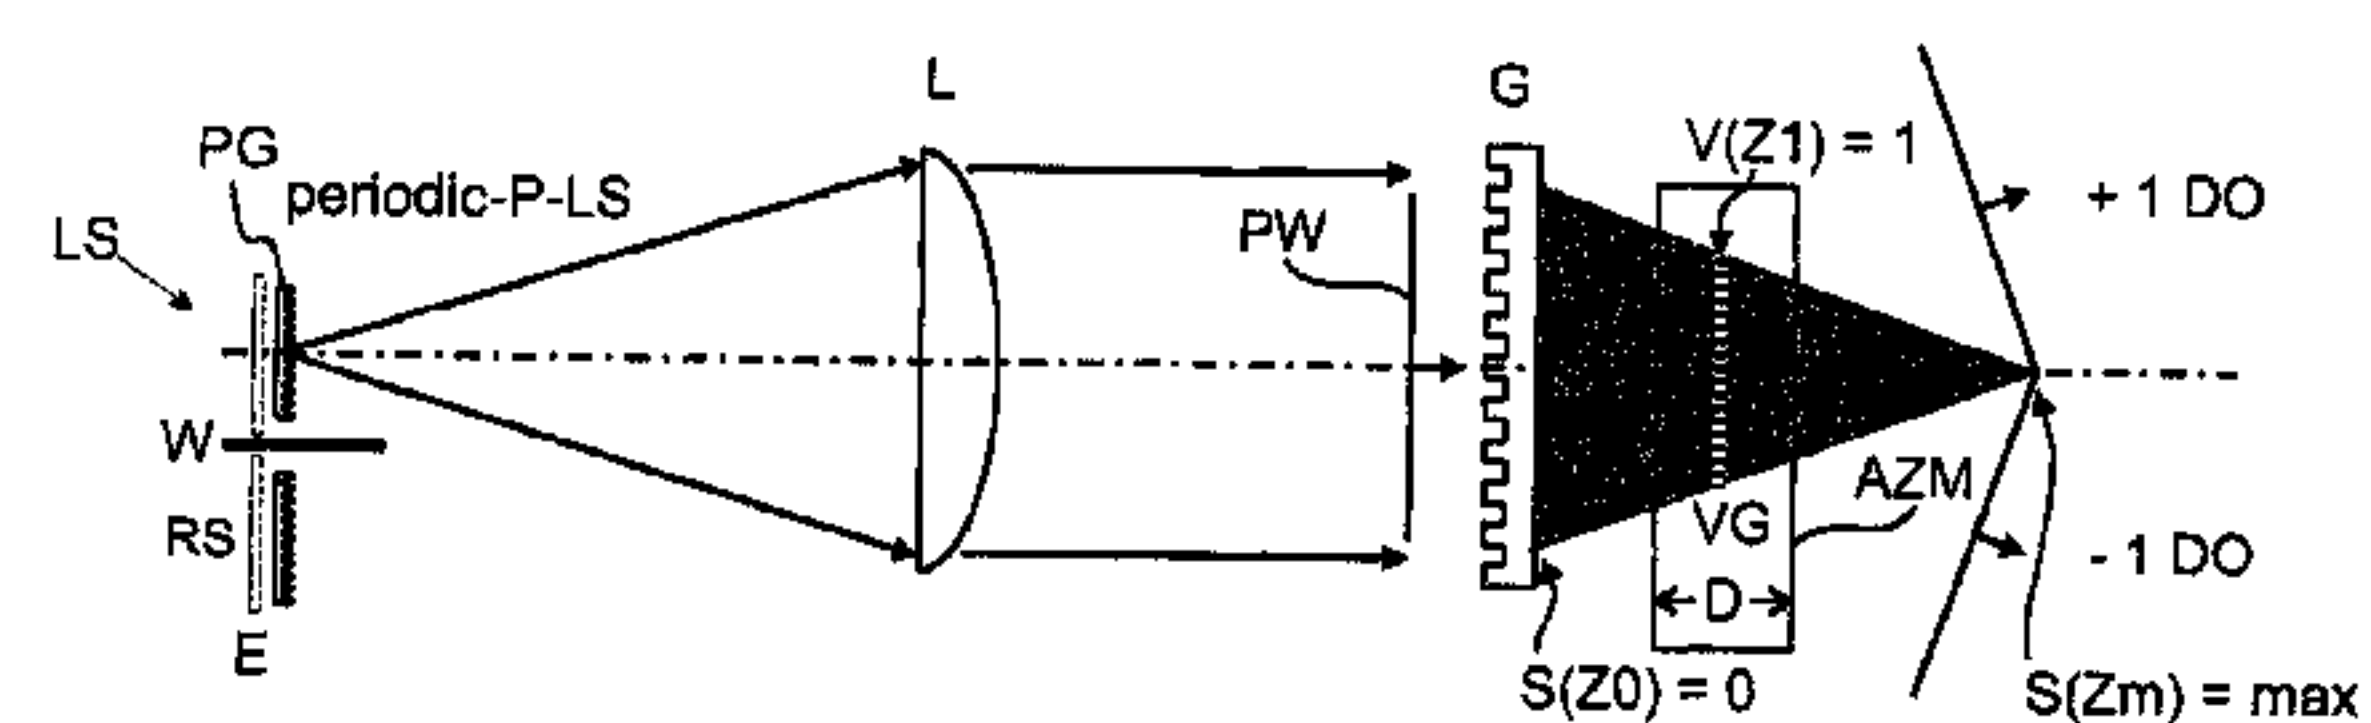 L
G
PG
periodic-P-LS
V(Z1) = 1
+ 1 DO
LS
PW
W
AZM
RS
VG
D
- 1 DO
E
S(Z0) = 0
S(Zm) = max